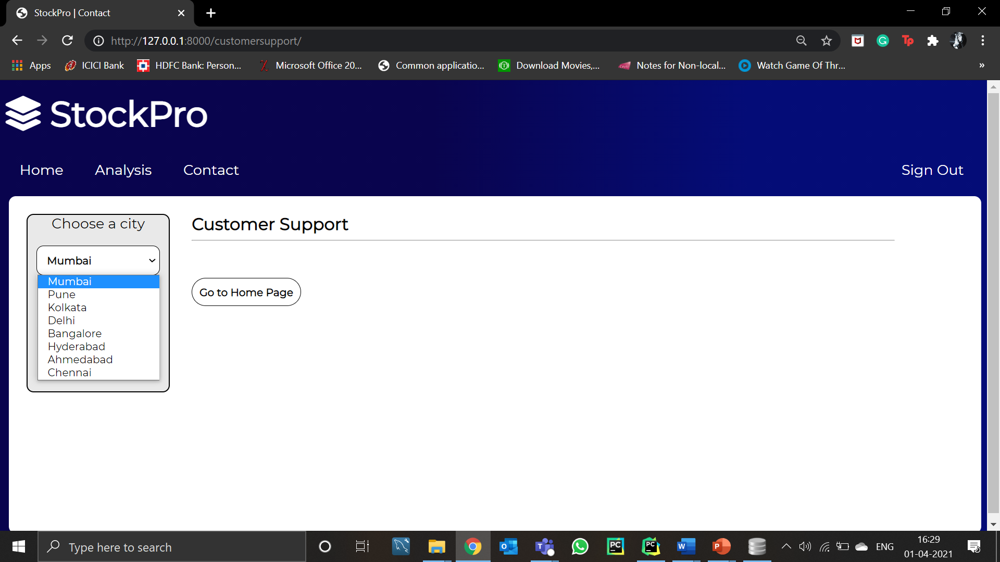 StockPro | Contact
http://127.0.0.1:8000/customersupport/
Apps ICICI Bank HDFC Bank: Person... Microsoft Office 20... Common applicatio... Download Movies,... Notes for Non-local... Watch Game Of Thr... »
StockPro
Home Analysis Contact Sign Out
Choose a city
Customer Support
Mumbai
Mumbai
Pune
Kolkata
Delhi
Bangalore
Hyderabad
Ahmedabad
Chennai
Go to Home Page
Type here to search
ENG
16:29
01-04-2021